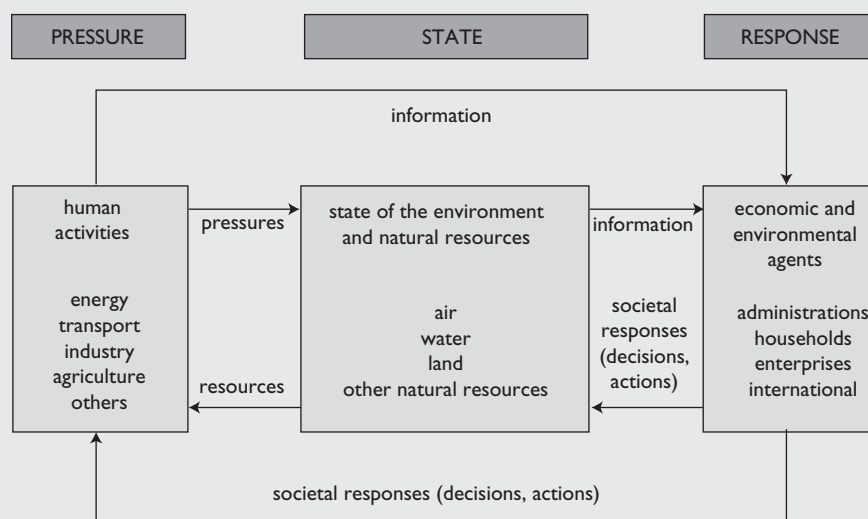 PRESSURE
STATE
RESPONSE
information
human
activities
energy
transport
industry
agriculture
others
pressures
resources
state of the environment
and natural resources
air
water
land
other natural resources
information
societal
responses
(decisions,
actions)
economic and
environmental
agents
administrations
households
enterprises
international
societal responses (decisions, actions)